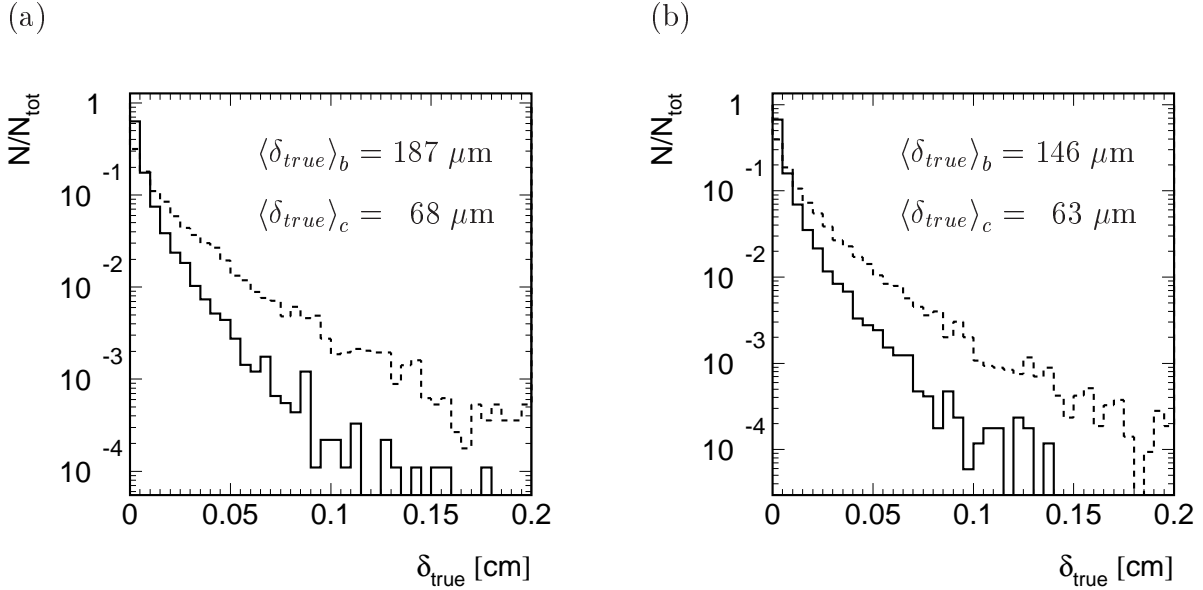 (a)
N/N_tot
1
10^-1
10^-2
10^-3
10^-4
⟨δ_true⟩_b = 187 μm
⟨δ_true⟩_c = 68 μm
0 0.05 0.1 0.15 0.2
δ_true [cm]
(b)
N/N_tot
1
10^-1
10^-2
10^-3
10^-4
⟨δ_true⟩_b = 146 μm
⟨δ_true⟩_c = 63 μm
0 0.05 0.1 0.15 0.2
δ_true [cm]